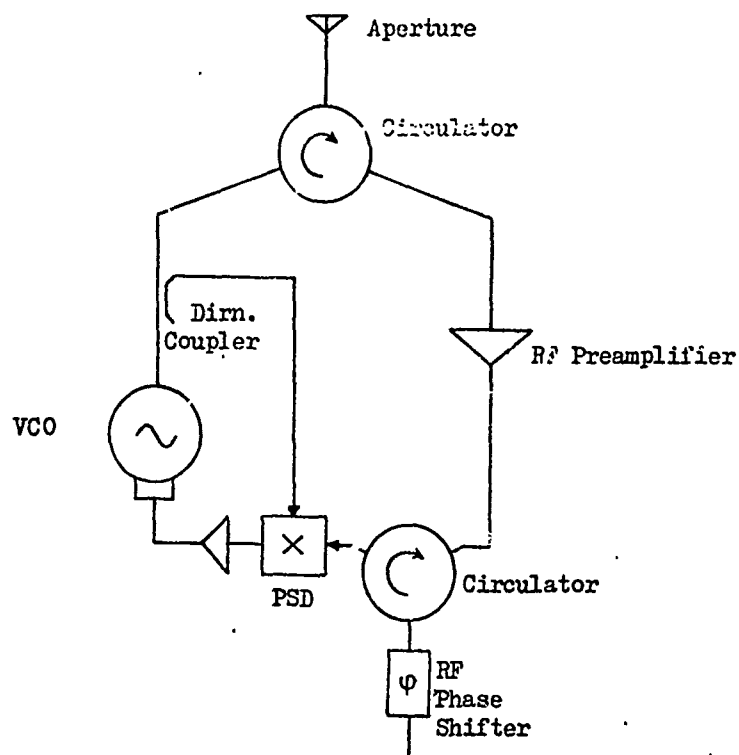 Aperture
Circulator
Dirn.
Coupler
RF Preamplifier
VCO
×
PSD
Circulator
φ
RF
Phase
Shifter